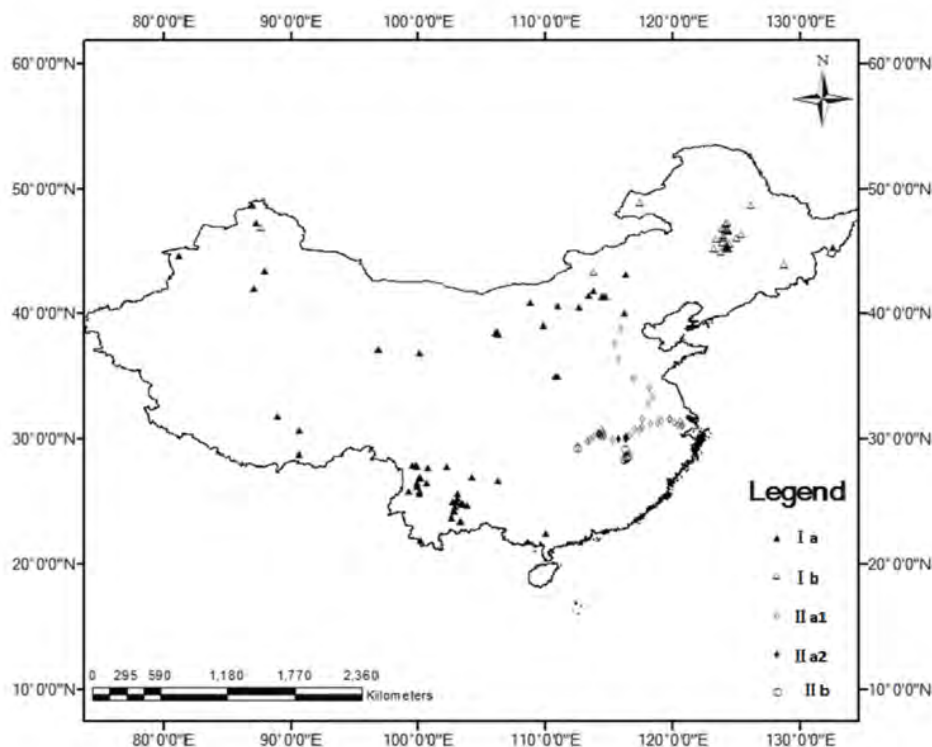 80°0'0"E 90°0'0"E 100°0'0"E 110°0'0"E 120°0'0"E 130°0'0"E
N
60°0'0"N 60°0'0"N
50°0'0"N 50°0'0"N
40°0'0"N 40°0'0"N
30°0'0"N 30°0'0"N
Legend
Ⅰa
20°0'0"N 20°0'0"N
Ⅰb
Ⅱa1
Ⅱa2
0 295 590 1,180 1,770 2,360
Kilometers
Ⅱb
10°0'0"N 10°0'0"N
80°0'0"E 90°0'0"E 100°0'0"E 110°0'0"E 120°0'0"E 130°0'0"E